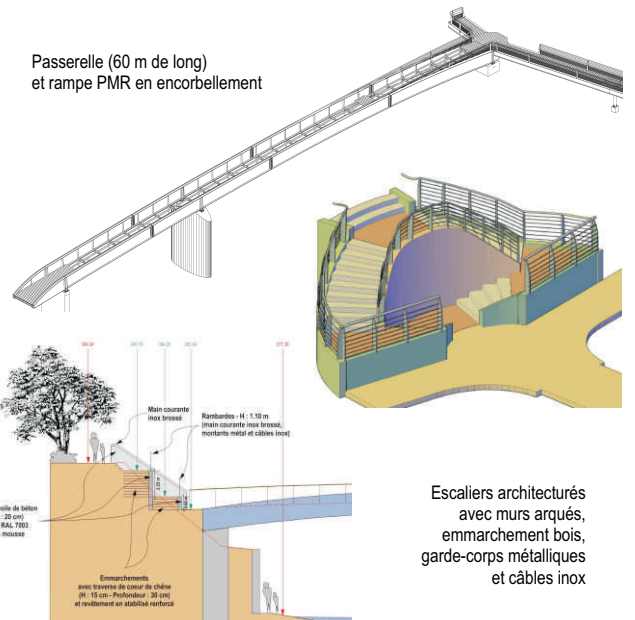 Passerelle (60 m de long)
et rampe PMR en encorbellement
Main courante
inox brossé
Rambardes - H : 1.10 m
(main courante inox brossé,
montants métal et câbles inox)
oile de béton
: 20 cm)
RAL 7003
mousse
Emmarchements
avec traverse de coeur de chêne
(H : 15 cm - Profondeur : 30 cm)
et revêtement en stabilisé renforcé
Escaliers architecturés
avec murs arqués,
emmarchement bois,
garde-corps métalliques
et câbles inox